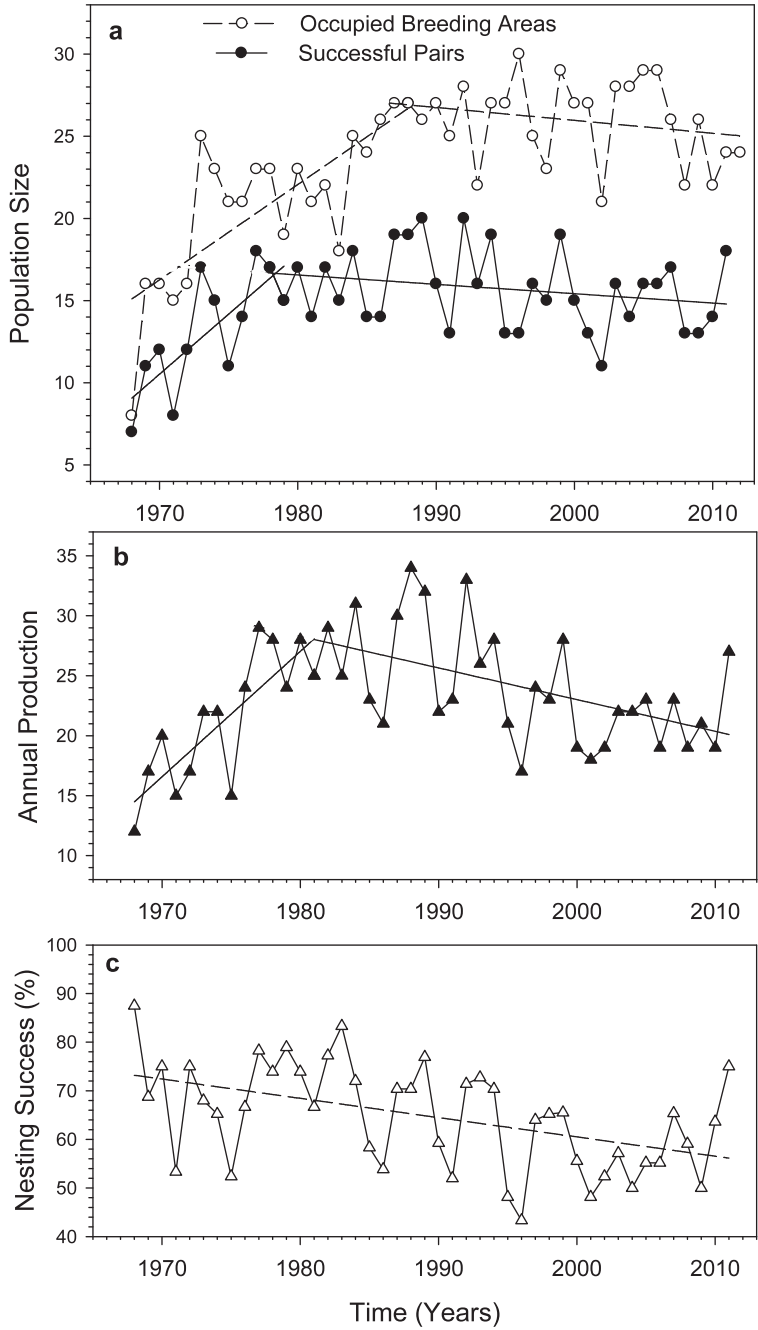 a
Occupied Breeding Areas
Successful Pairs
30
25
20
15
10
5
Population Size
1970 1980 1990 2000 2010
b
35
30
25
20
15
10
Annual Production
1970 1980 1990 2000 2010
c
100
90
80
70
60
50
40
Nesting Success (%)
1970 1980 1990 2000 2010
Time (Years)